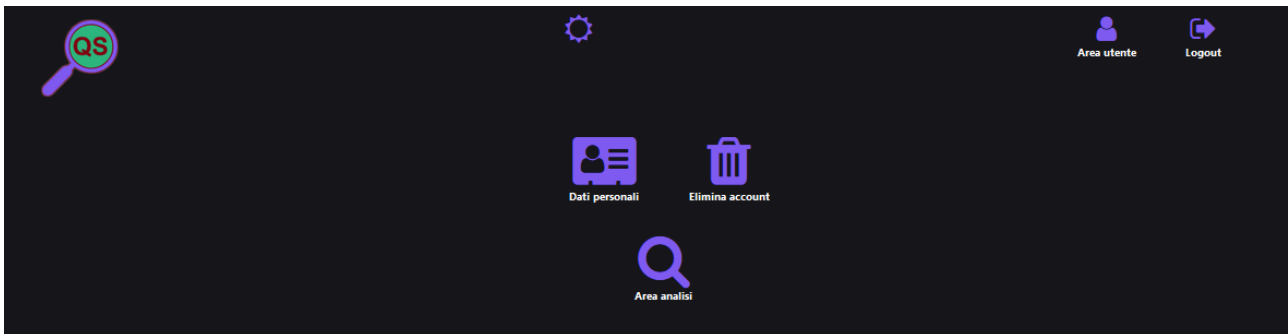 QS
Area utente
Logout
Dati personali
Elimina account
Area analisi